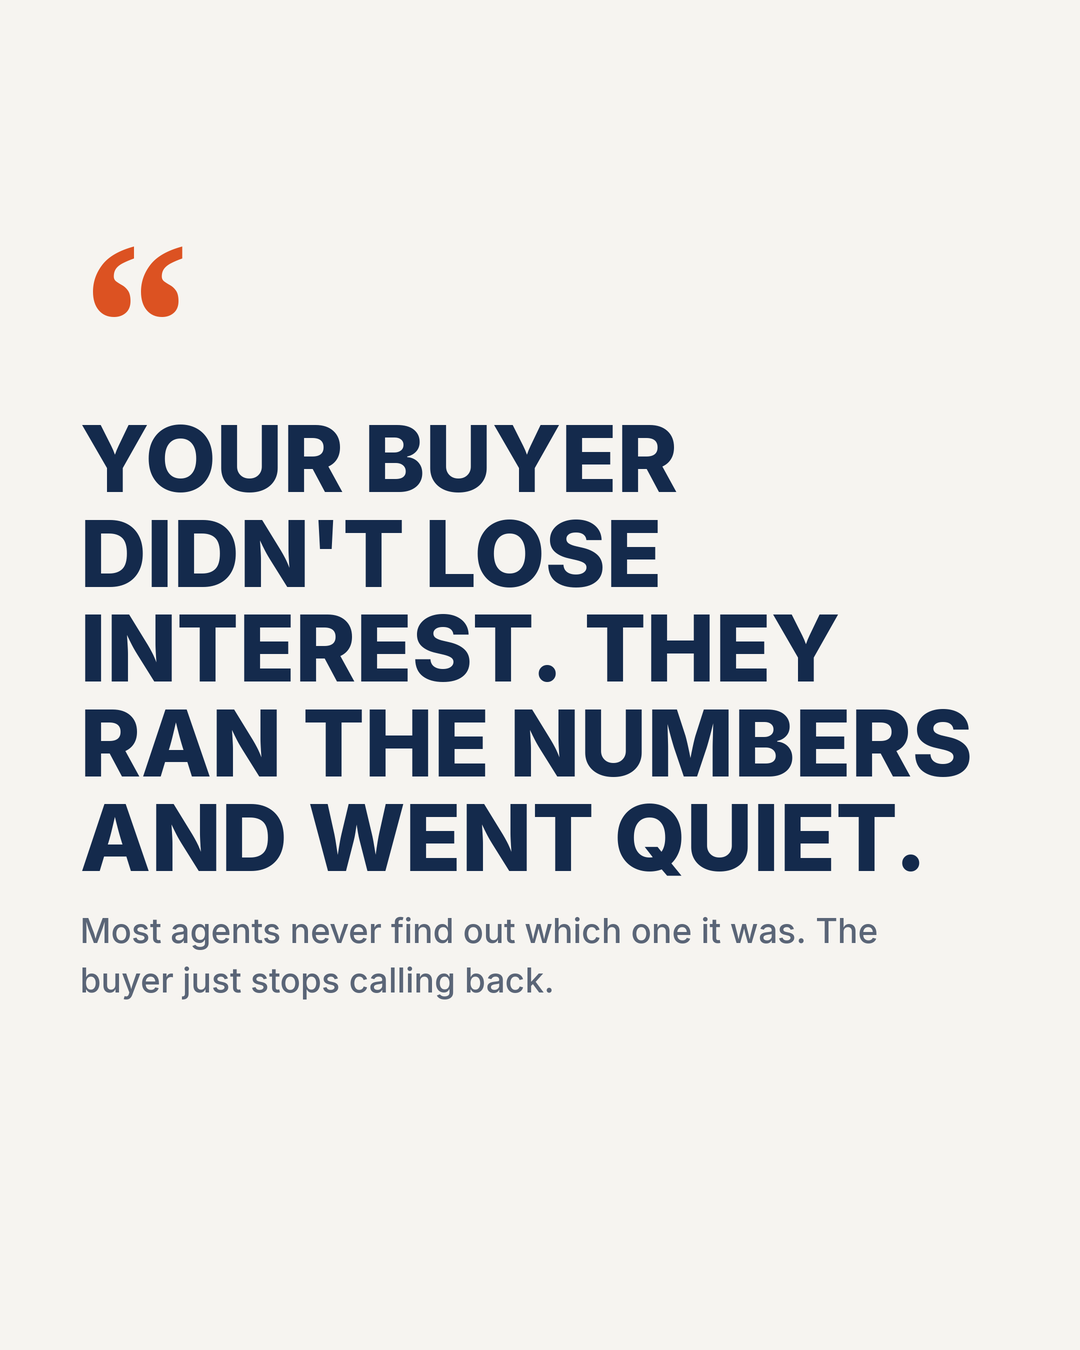 “
YOUR BUYER
DIDN'T LOSE
INTEREST. THEY
RAN THE NUMBERS
AND WENT QUIET.
Most agents never find out which one it was. The
buyer just stops calling back.